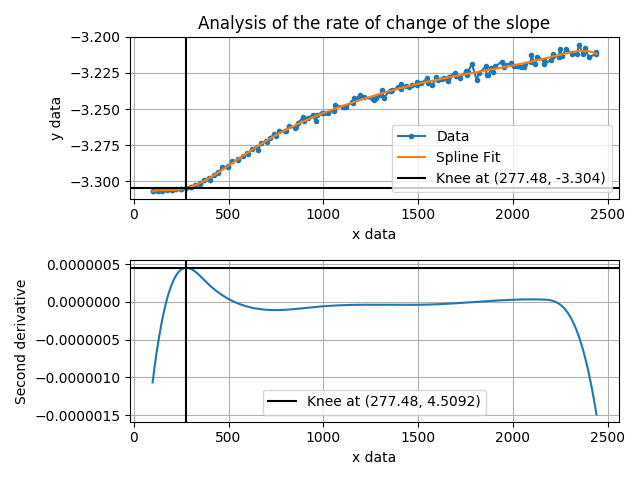 Analysis of the rate of change of the slope
−3.200
−3.225
−3.250
−3.275
−3.300
y data
Data
Spline Fit
Knee at (277.48, -3.304)
0
500
1000
1500
2000
2500
x data
0.0000005
0.0000000
−0.0000005
−0.0000010
−0.0000015
Second derivative
Knee at (277.48, 4.5092)
0
500
1000
1500
2000
2500
x data